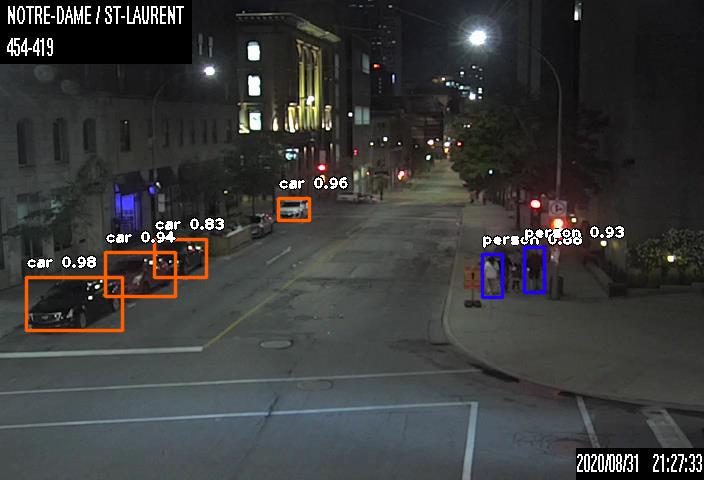 NOTRE-DAME / ST-LAURENT
454-419
car 0.96
car 0.83
car 0.94
car 0.98
person 0.93
person 0.88
2020/08/31 21:27:33